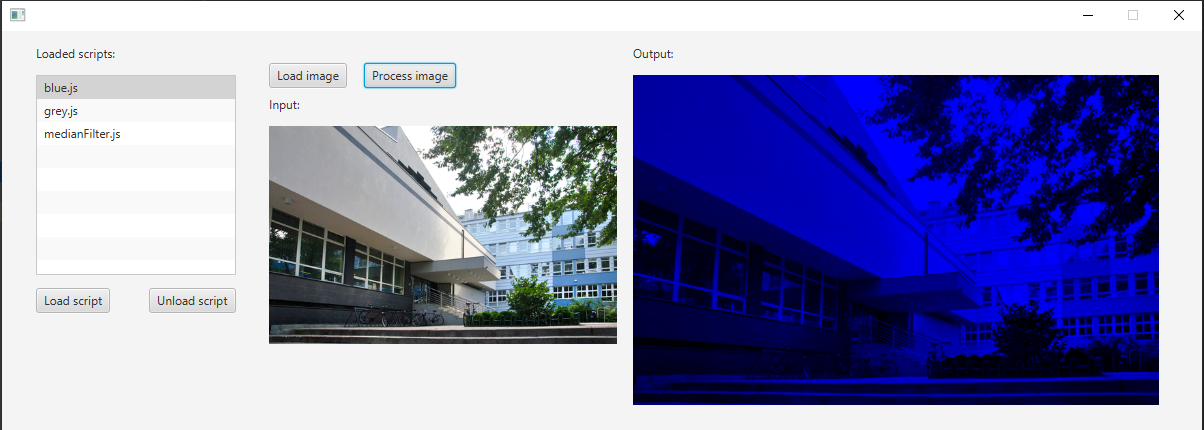 Loaded scripts:
blue.js
grey.js
medianFilter.js
Load script
Unload script
Load image
Process image
Input:
Output: